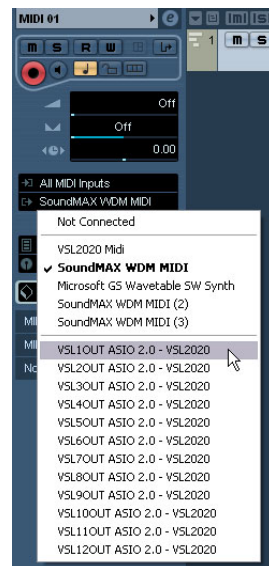 MIDI 01
e
M S R W
1 M S
Off
Off
0.00
All MIDI Inputs
SoundMAX WDM MIDI
Not Connected
VSL2020 Midi
✓ SoundMAX WDM MIDI
Microsoft GS Wavetable SW Synth
SoundMAX WDM MIDI (2)
SoundMAX WDM MIDI (3)
VSL1OUT ASIO 2.0 - VSL2020
VSL2OUT ASIO 2.0 - VSL2020
VSL3OUT ASIO 2.0 - VSL2020
VSL4OUT ASIO 2.0 - VSL2020
VSL5OUT ASIO 2.0 - VSL2020
VSL6OUT ASIO 2.0 - VSL2020
VSL7OUT ASIO 2.0 - VSL2020
VSL8OUT ASIO 2.0 - VSL2020
VSL9OUT ASIO 2.0 - VSL2020
VSL10OUT ASIO 2.0 - VSL2020
VSL11OUT ASIO 2.0 - VSL2020
VSL12OUT ASIO 2.0 - VSL2020